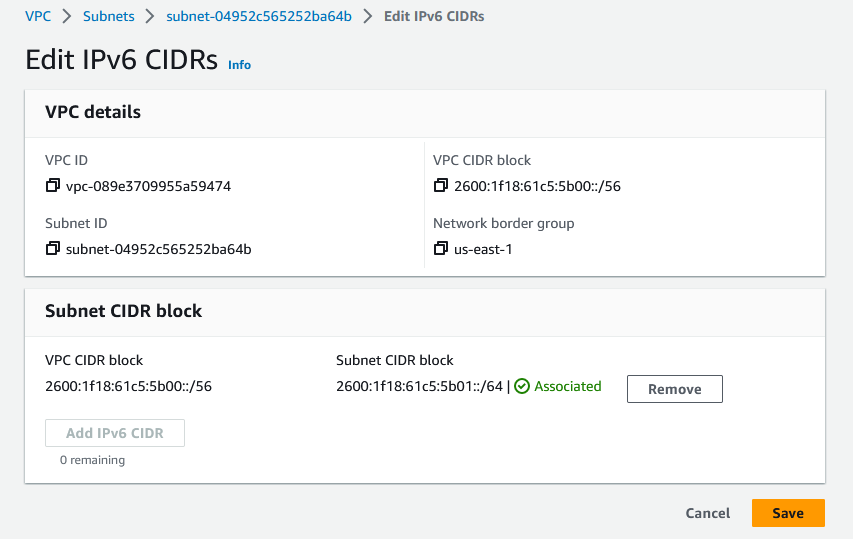 VPC > Subnets > subnet-04952c565252ba64b > Edit IPv6 CIDRs
Edit IPv6 CIDRs Info
VPC details
VPC ID
vpc-089e3709955a59474
VPC CIDR block
2600:1f18:61c5:5b00::/56
Subnet ID
subnet-04952c565252ba64b
Network border group
us-east-1
Subnet CIDR block
VPC CIDR block
2600:1f18:61c5:5b00::/56
Subnet CIDR block
2600:1f18:61c5:5b01::/64 | Associated
Remove
Add IPv6 CIDR
0 remaining
Cancel
Save